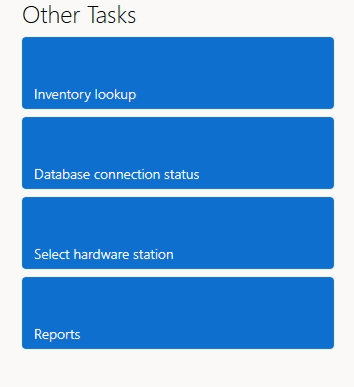 Other Tasks
Inventory lookup
Database connection status
Select hardware station
Reports